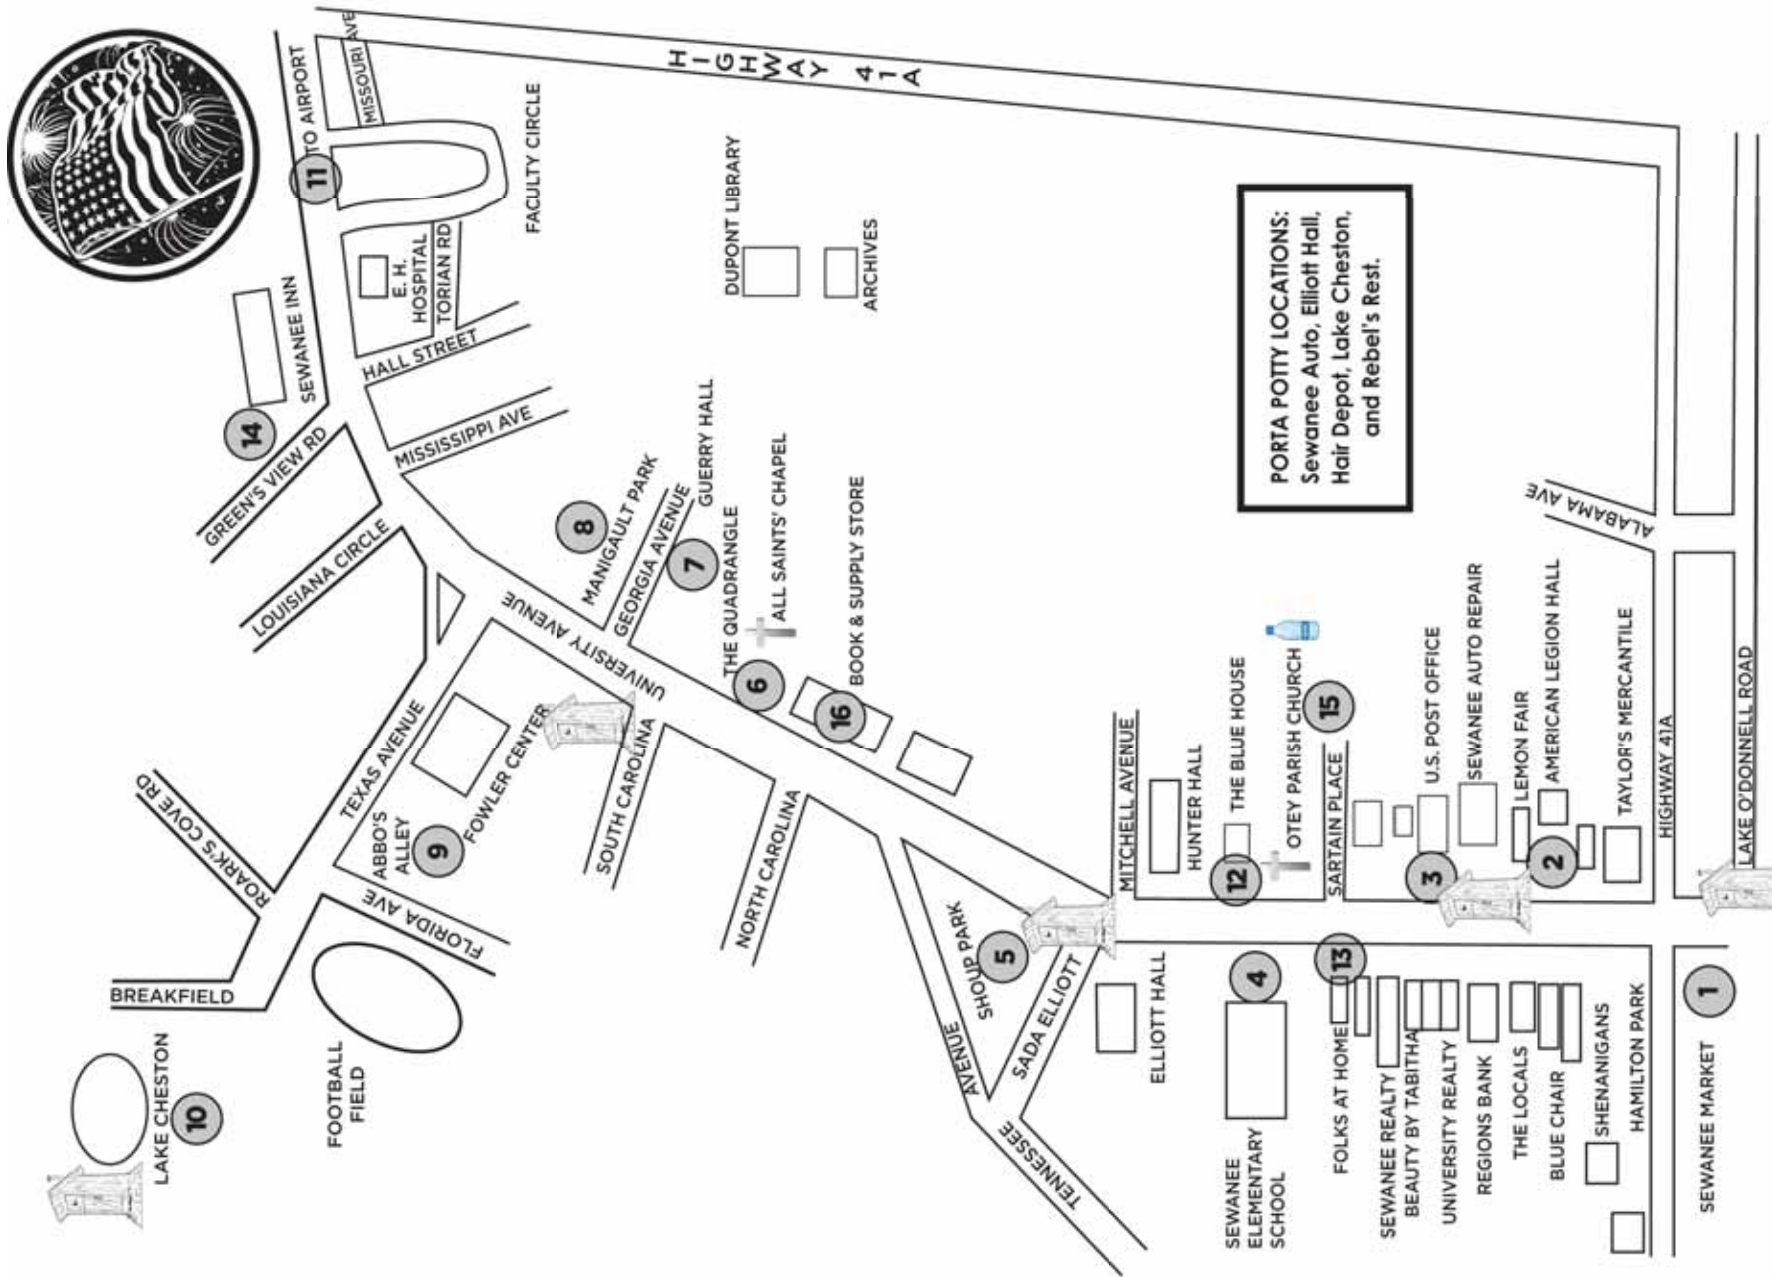 TO AIRPORT
MISSOURI AVE
HIGHWAY 41A
11
FACULTY CIRCLE
E. H.
HOSPITAL
TORIAN RD
HALL STREET
SEWANEE INN
14
GREEN'S VIEW RD
MISSISSIPPI AVE
LOUISIANA CIRCLE
DUPONT LIBRARY
ARCHIVES
8
MANIGAULT PARK
GEORGIA AVENUE
GUERRY HALL
7
THE QUADRANGLE
ALL SAINTS' CHAPEL
6
BOOK & SUPPLY STORE
16
UNIVERSITY AVENUE
TEXAS AVENUE
ROARK'S COVE RD
ABBO'S
ALLEY
9
FOWLER CENTER
FLORIDA AVE
SOUTH CAROLINA
NORTH CAROLINA
BREAKFIELD
LAKE CHESTON
10
FOOTBALL
FIELD
PORTA POTTY LOCATIONS:
Sewanee Auto, Elliott Hall,
Hair Depot, Lake Cheston,
and Rebel's Rest.
MITCHELL AVENUE
HUNTER HALL
THE BLUE HOUSE
12
OTEY PARISH CHURCH
15
SARTAIN PLACE
U.S. POST OFFICE
3
SEWANEE AUTO REPAIR
LEMON FAIR
2
AMERICAN LEGION HALL
TAYLOR'S MERCANTILE
ALABAMA AVE
HIGHWAY 41A
LAKE O'DONNELL ROAD
SHOUP PARK
5
SADA ELLIOTT
TENNESSEE AVENUE
ELLIOTT HALL
4
SEWANEE
ELEMENTARY
SCHOOL
13
FOLKS AT HOME
SEWANEE REALTY
BEAUTY BY TABITHA
UNIVERSITY REALTY
REGIONS BANK
THE LOCALS
BLUE CHAIR
SHENANIGANS
HAMILTON PARK
1
SEWANEE MARKET